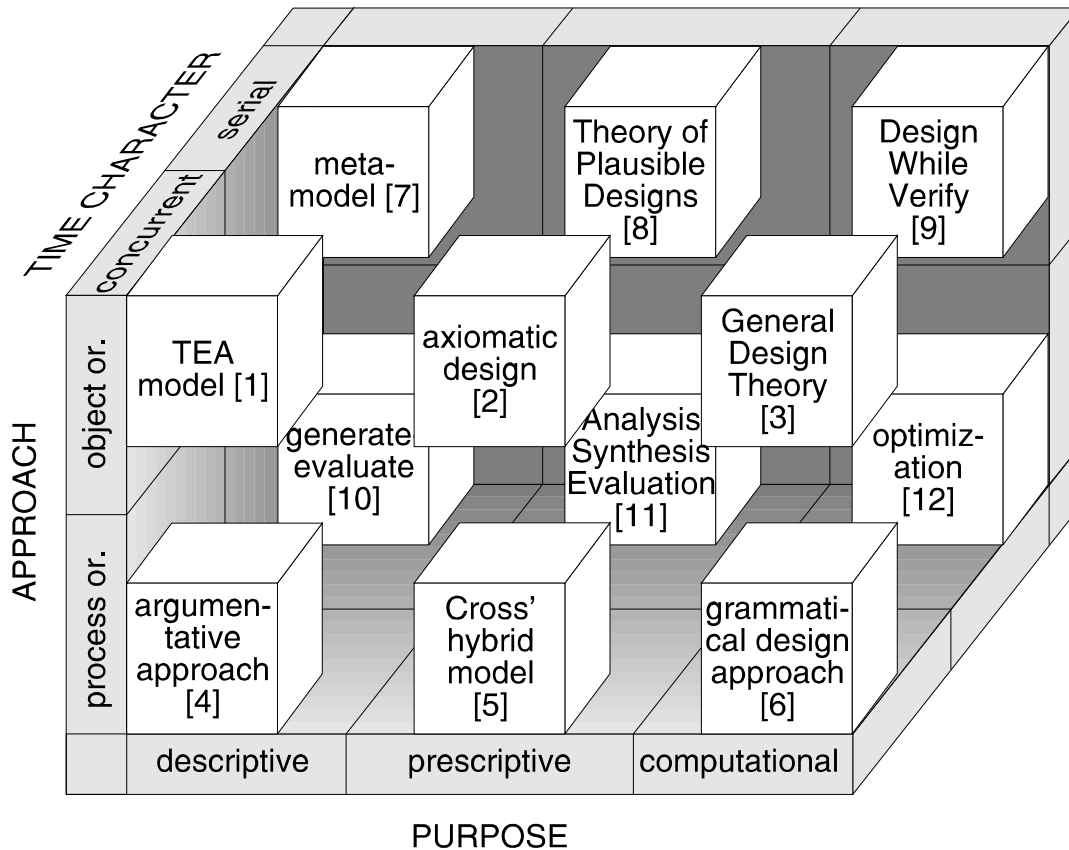 TIME CHARACTER
serial
concurrent
meta-
model [7]
Theory of
Plausible
Designs
[8]
Design
While
Verify
[9]
APPROACH
object or.
process or.
TEA
model [1]
axiomatic
design
[2]
General
Design
Theory
[3]
generate
evaluate
[10]
Analysis
Synthesis
Evaluation
[11]
optimiz-
ation
[12]
argumen-
tative
approach
[4]
Cross'
hybrid
model
[5]
grammati-
cal design
approach
[6]
descriptive
prescriptive
computational
PURPOSE